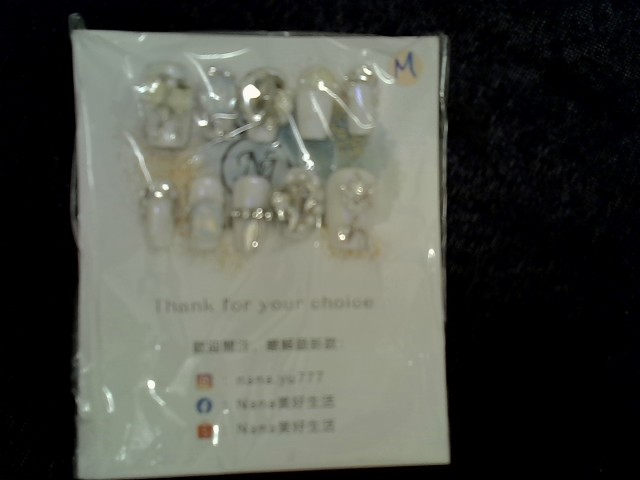 M
N
Thank for your choice
歡迎關注，瞭解最新款：
: nana.yu777
: Nana美好生活
: Nana美好生活